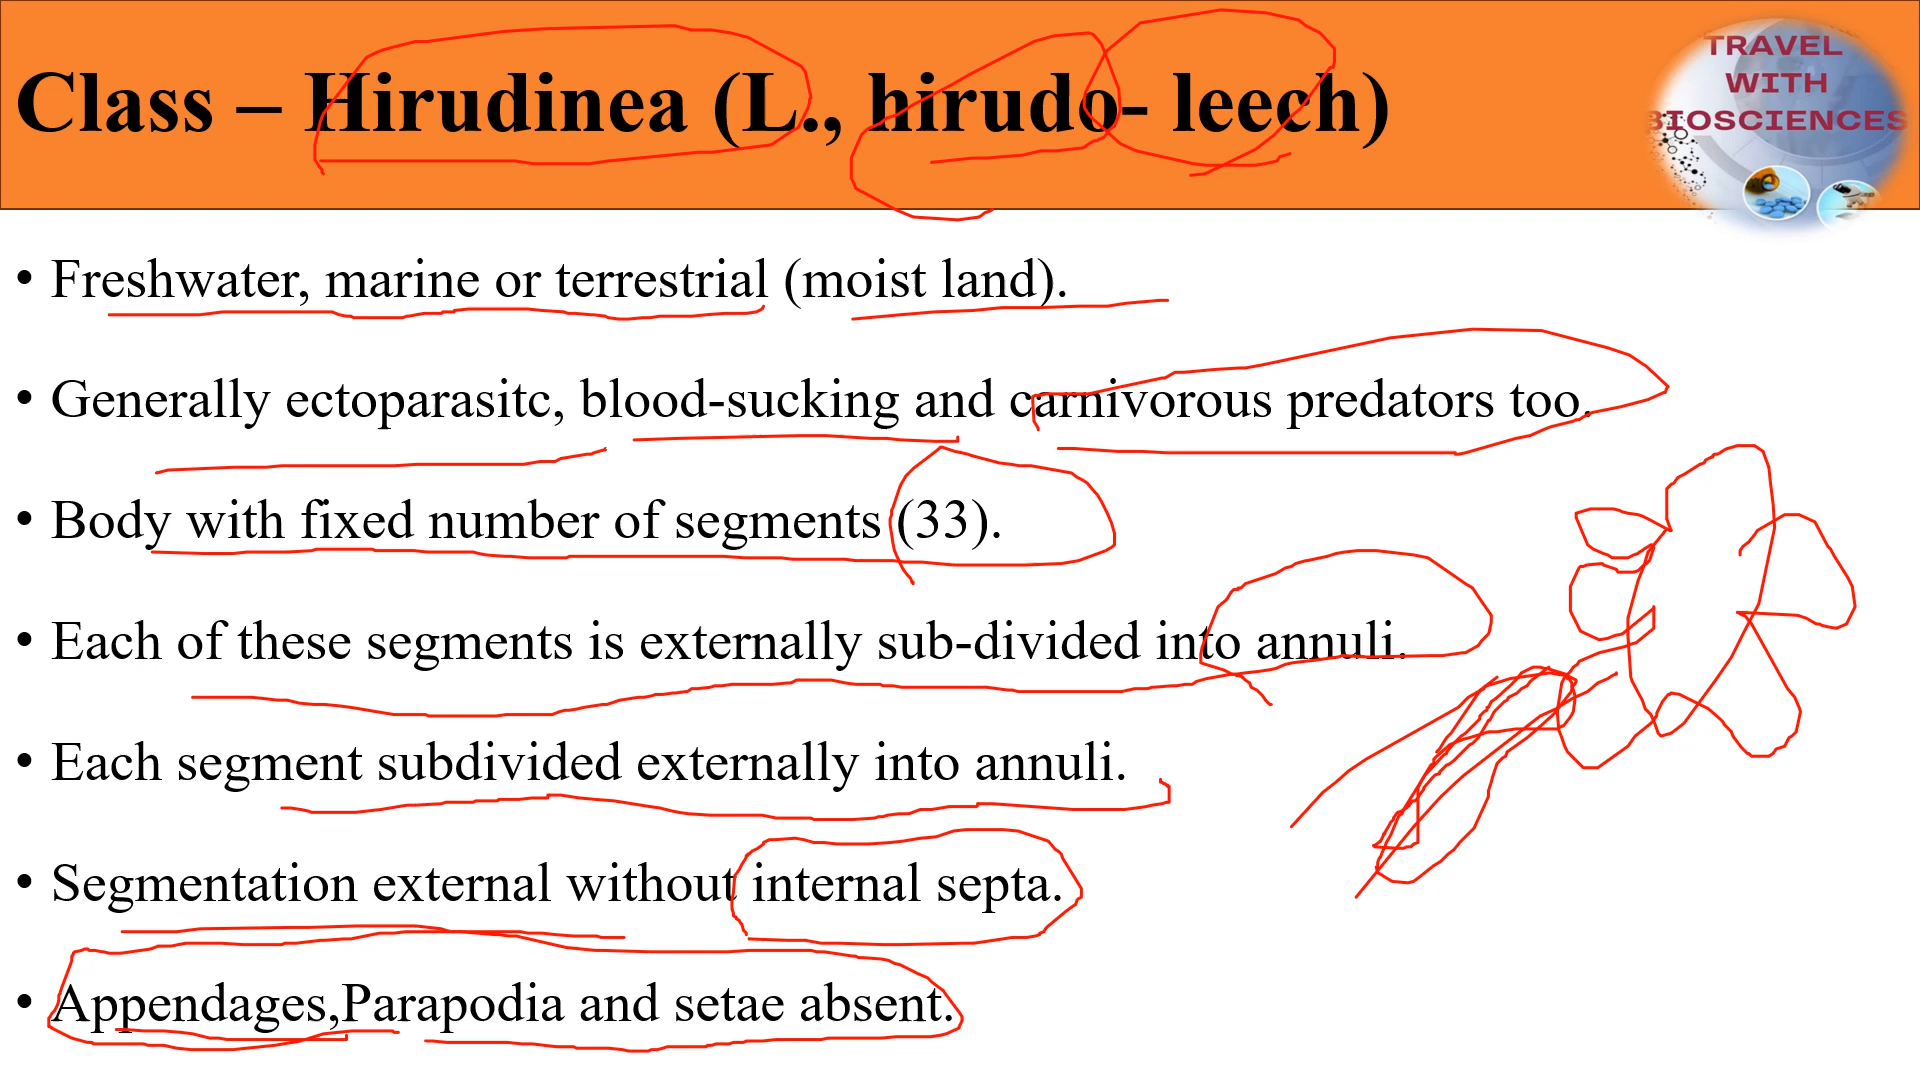 Class – Hirudinea (L., hirudo- leech)
TRAVEL
WITH
BIOSCIENCES
• Freshwater, marine or terrestrial (moist land).
• Generally ectoparasitc, blood-sucking and carnivorous predators too.
• Body with fixed number of segments (33).
• Each of these segments is externally sub-divided into annuli.
• Each segment subdivided externally into annuli.
• Segmentation external without internal septa.
• Appendages,Parapodia and setae absent.